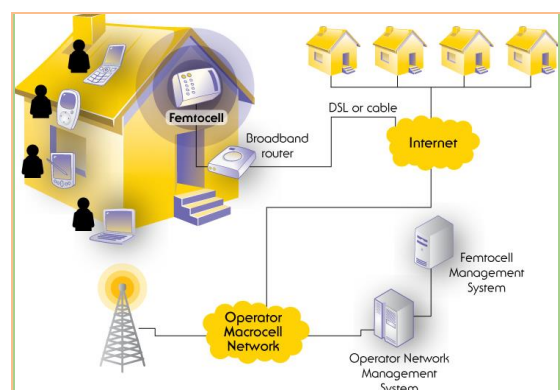 Femtocell
Broadband
router
DSL or cable
Internet
Femtocell
Management
System
Operator
Macrocell
Network
Operator Network
Management
System